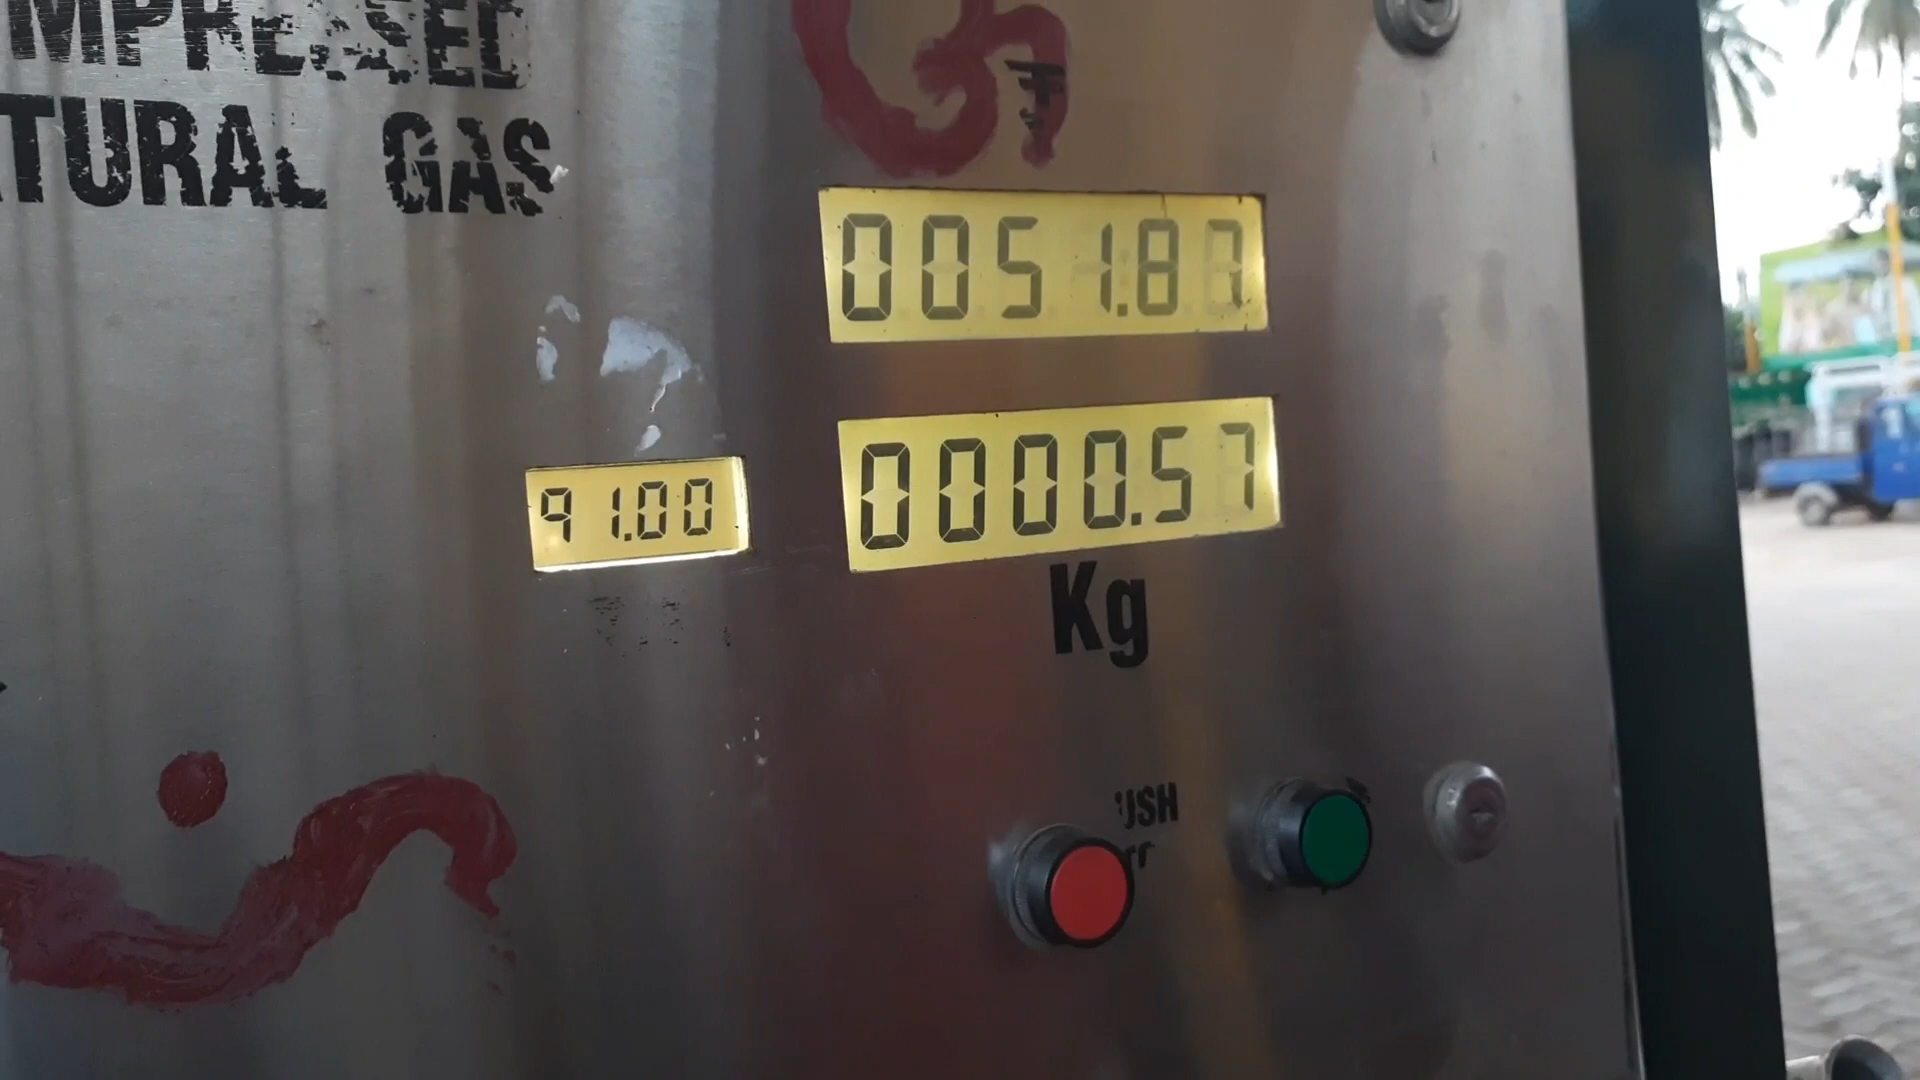 MPRESSED
TURAL GAS
₹
0051.87
91.00
0000.57
Kg
USH